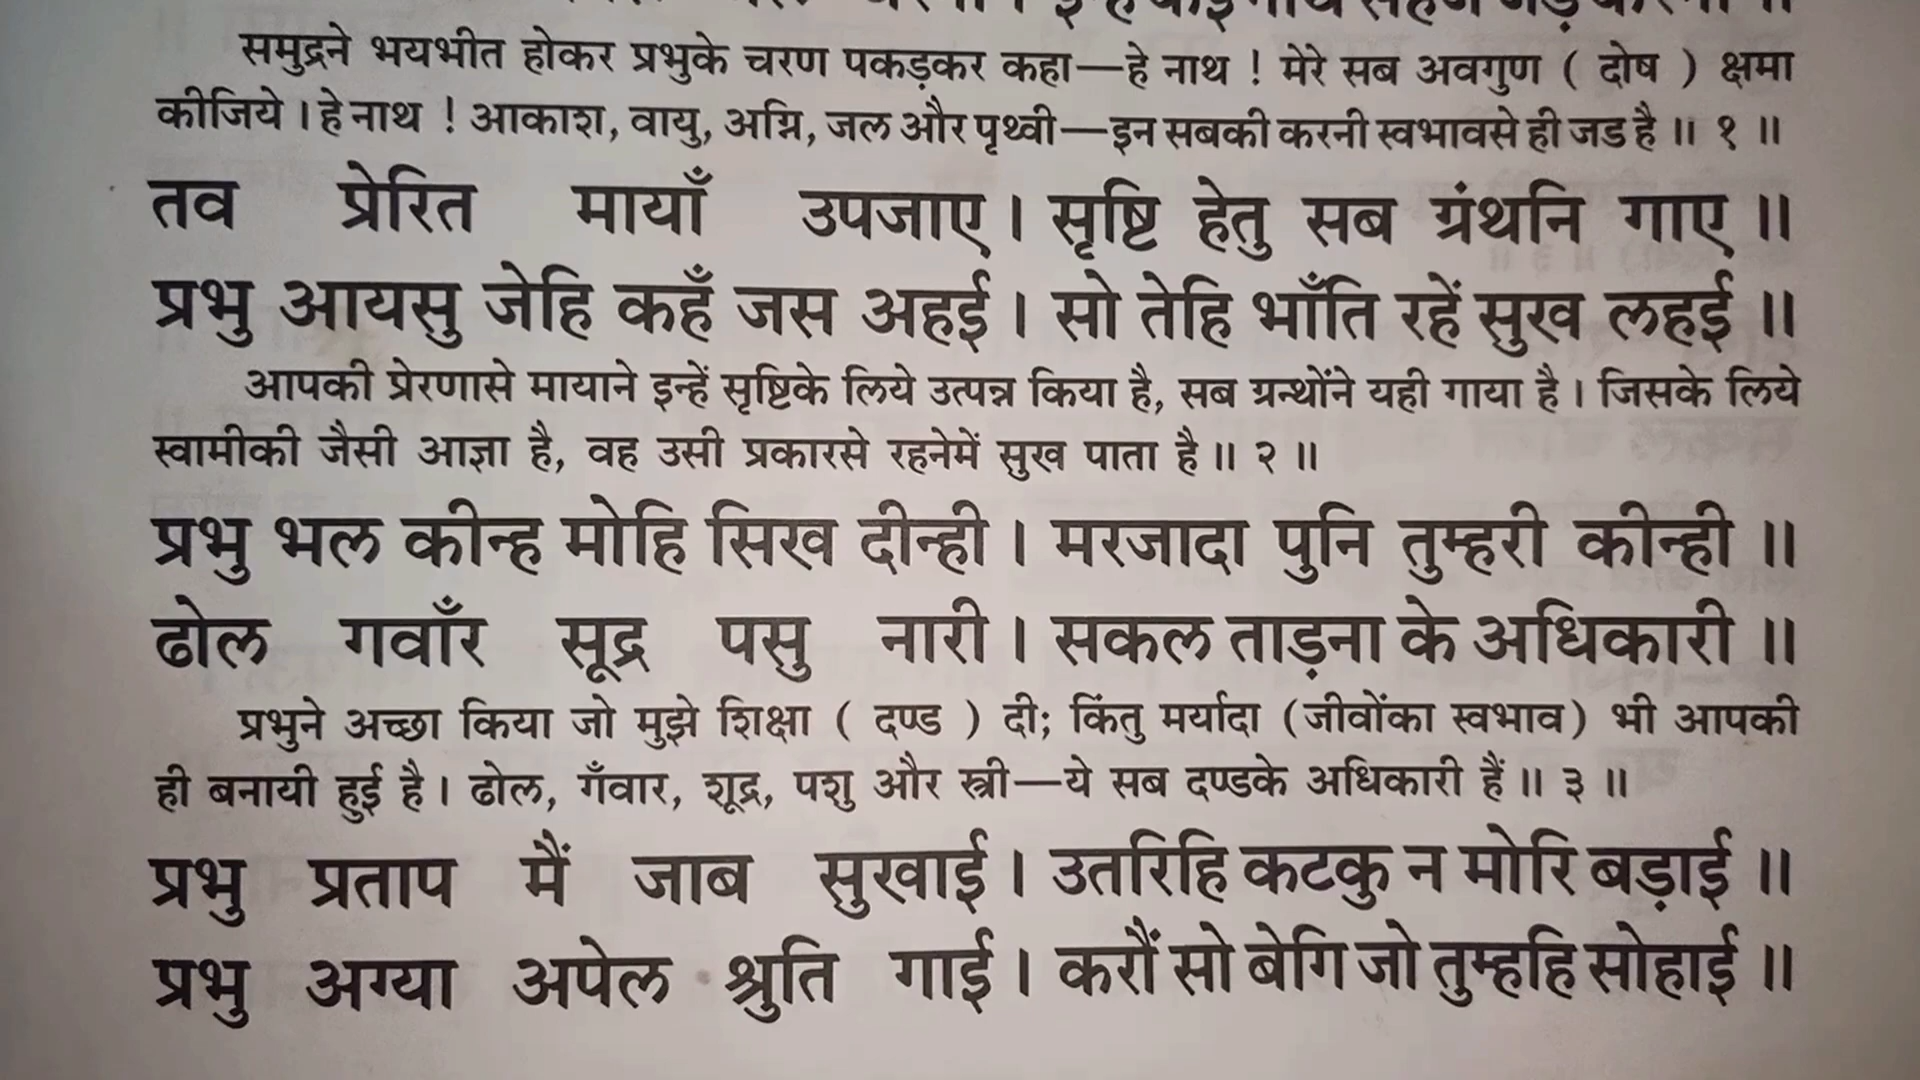 समुद्रने भयभीत होकर प्रभुके चरण पकड़कर कहा—हे नाथ ! मेरे सब अवगुण ( दोष ) क्षमा
कीजिये । हे नाथ ! आकाश, वायु, अग्नि, जल और पृथ्वी—इन सबकी करनी स्वभावसे ही जड है ॥ १ ॥
तव प्रेरित मायाँ उपजाए । सृष्टि हेतु सब ग्रंथनि गाए ॥
प्रभु आयसु जेहि कहँ जस अहई । सो तेहि भाँति रहें सुख लहई ॥
आपकी प्रेरणासे मायाने इन्हें सृष्टिके लिये उत्पन्न किया है, सब ग्रन्थोंने यही गाया है । जिसके लिये
स्वामीकी जैसी आज्ञा है, वह उसी प्रकारसे रहनेमें सुख पाता है ॥ २ ॥
प्रभु भल कीन्ह मोहि सिख दीन्ही । मरजादा पुनि तुम्हरी कीन्ही ॥
ढोल गवाँर सूद्र पसु नारी । सकल ताड़ना के अधिकारी ॥
प्रभुने अच्छा किया जो मुझे शिक्षा ( दण्ड ) दी; किंतु मर्यादा (जीवोंका स्वभाव) भी आपकी
ही बनायी हुई है । ढोल, गँवार, शूद्र, पशु और स्त्री—ये सब दण्डके अधिकारी हैं ॥ ३ ॥
प्रभु प्रताप मैं जाब सुखाई । उतरिहि कटकु न मोरि बड़ाई ॥
प्रभु अग्या अपेल श्रुति गाई । करौं सो बेगि जो तुम्हहि सोहाई ॥